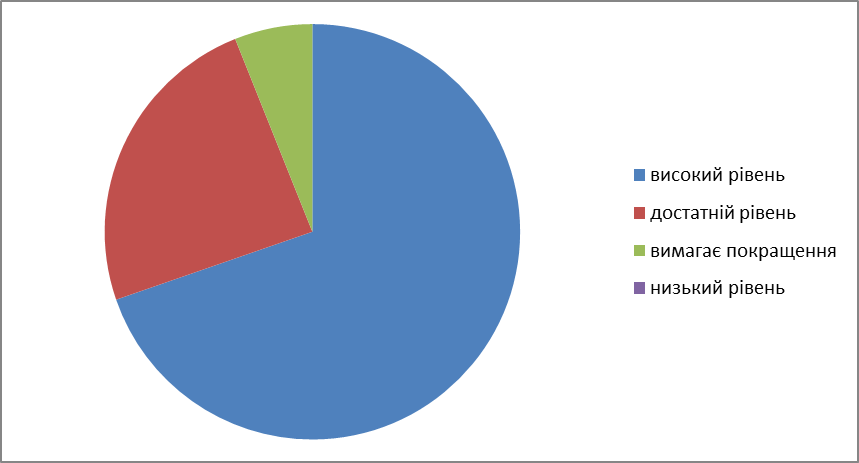 високий рівень
достатній рівень
вимагає покращення
низький рівень